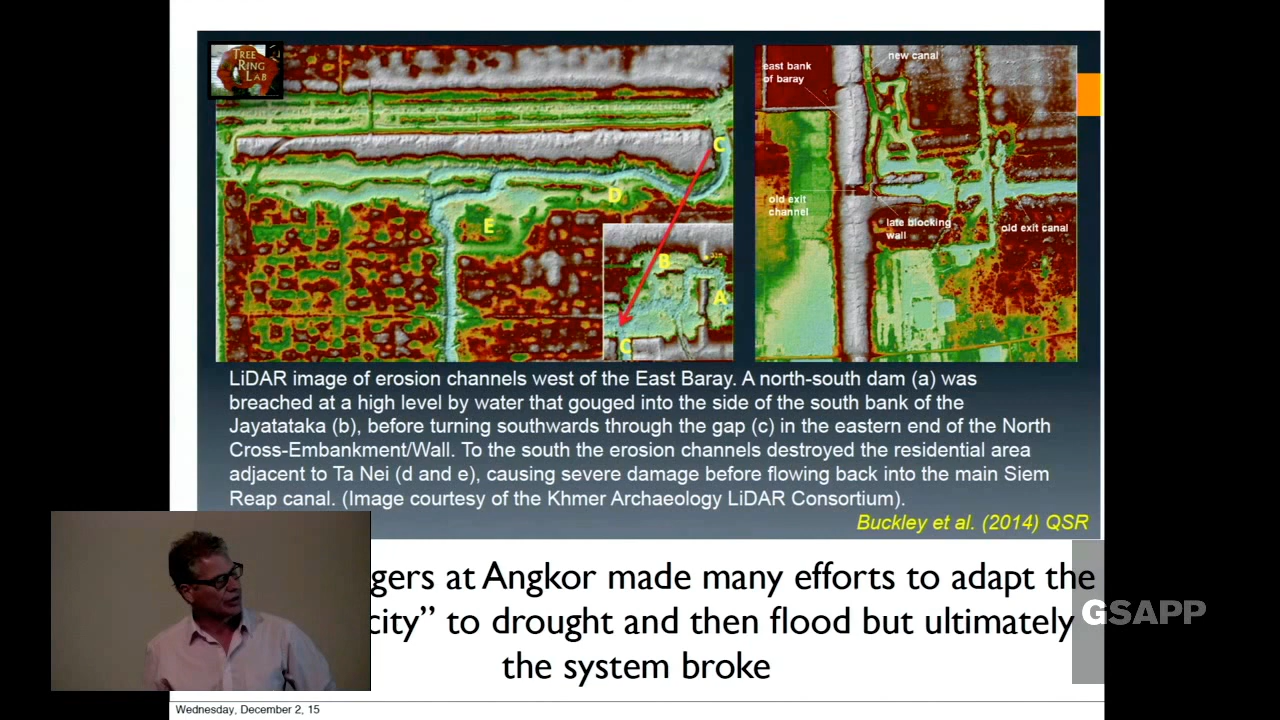 TREE
RING
LAB
C
D
E
B
A
C
new canal
east bank
of baray
old exit
channel
late blocking
wall
old exit canal
LiDAR image of erosion channels west of the East Baray. A north-south dam (a) was
breached at a high level by water that gouged into the side of the south bank of the
Jayatataka (b), before turning southwards through the gap (c) in the eastern end of the North
Cross-Embankment/Wall. To the south the erosion channels destroyed the residential area
adjacent to Ta Nei (d and e), causing severe damage before flowing back into the main Siem
Reap canal. (Image courtesy of the Khmer Archaeology LiDAR Consortium).
Buckley et al. (2014) QSR
gers at Angkor made many efforts to adapt the
city” to drought and then flood but ultimately
the system broke
GSAPP
Wednesday, December 2, 15